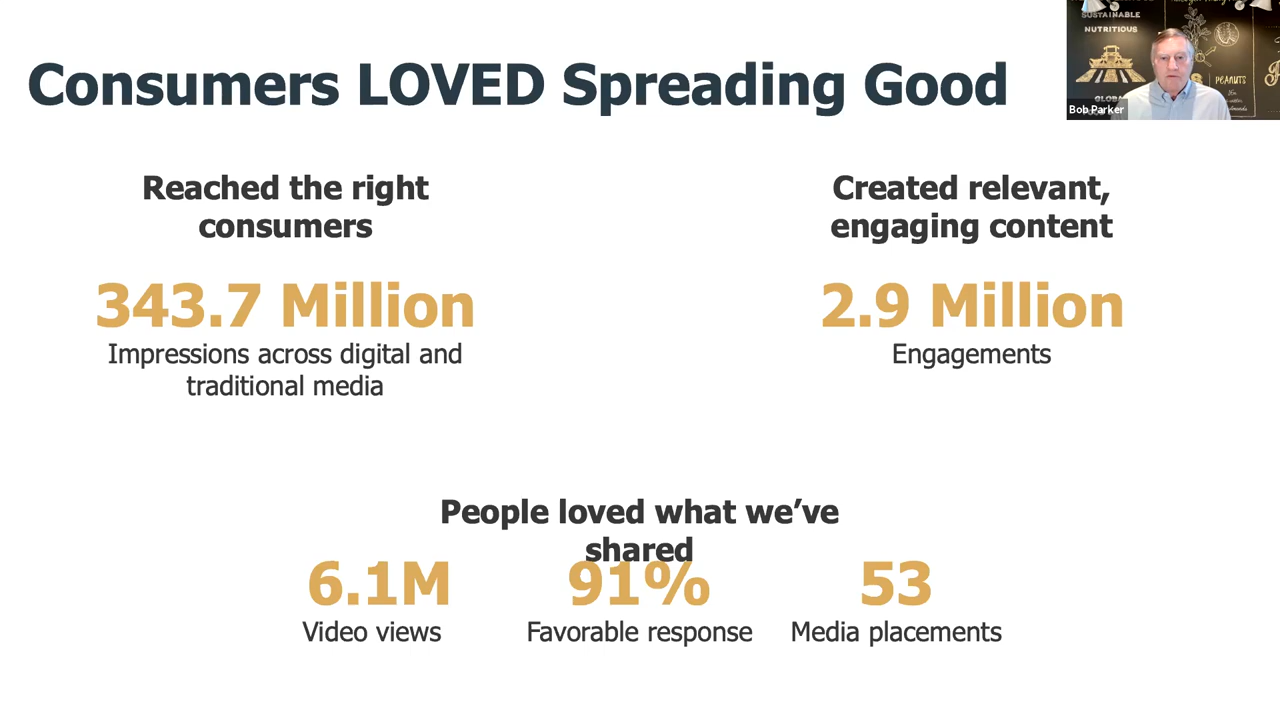 Consumers LOVED Spreading Good
SUSTAINABLE
NUTRITIOUS
PEANUTS
GLOBAL
Bob Parker
Reached the right
consumers
343.7 Million
Impressions across digital and
traditional media
Created relevant,
engaging content
2.9 Million
Engagements
People loved what we’ve
shared
6.1M
Video views
91%
Favorable response
53
Media placements